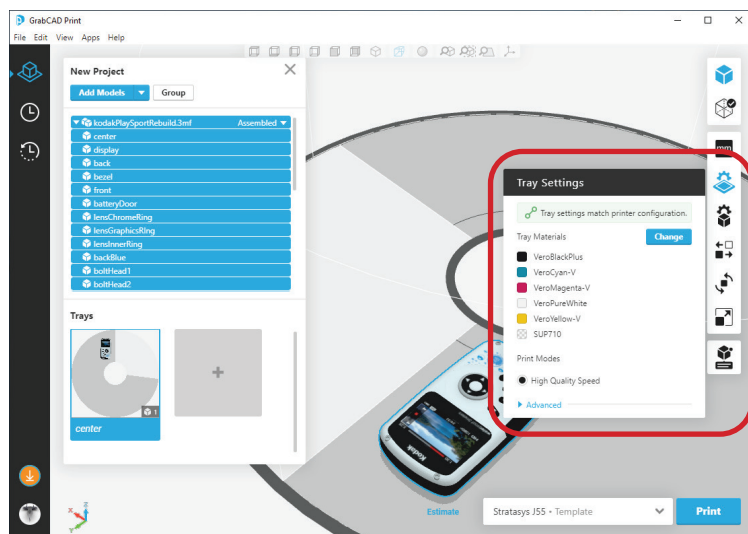 GrabCAD Print
File Edit View Apps Help
New Project
Add Models
Group
kodakPlaySportRebuild.3mf Assembled
center
display
back
bezel
front
batteryDoor
lensChromeRing
lensGraphicsRIng
lensInnerRing
backBlue
boltHead1
boltHead2
Trays
1
center
mm
Tray Settings
Tray settings match printer configuration.
Tray Materials
Change
VeroBlackPlus
VeroCyan-V
VeroMagenta-V
VeroPureWhite
VeroYellow-V
SUP710
Print Modes
High Quality Speed
Advanced
Kodak
Estimate
Stratasys J55 - Template
Print